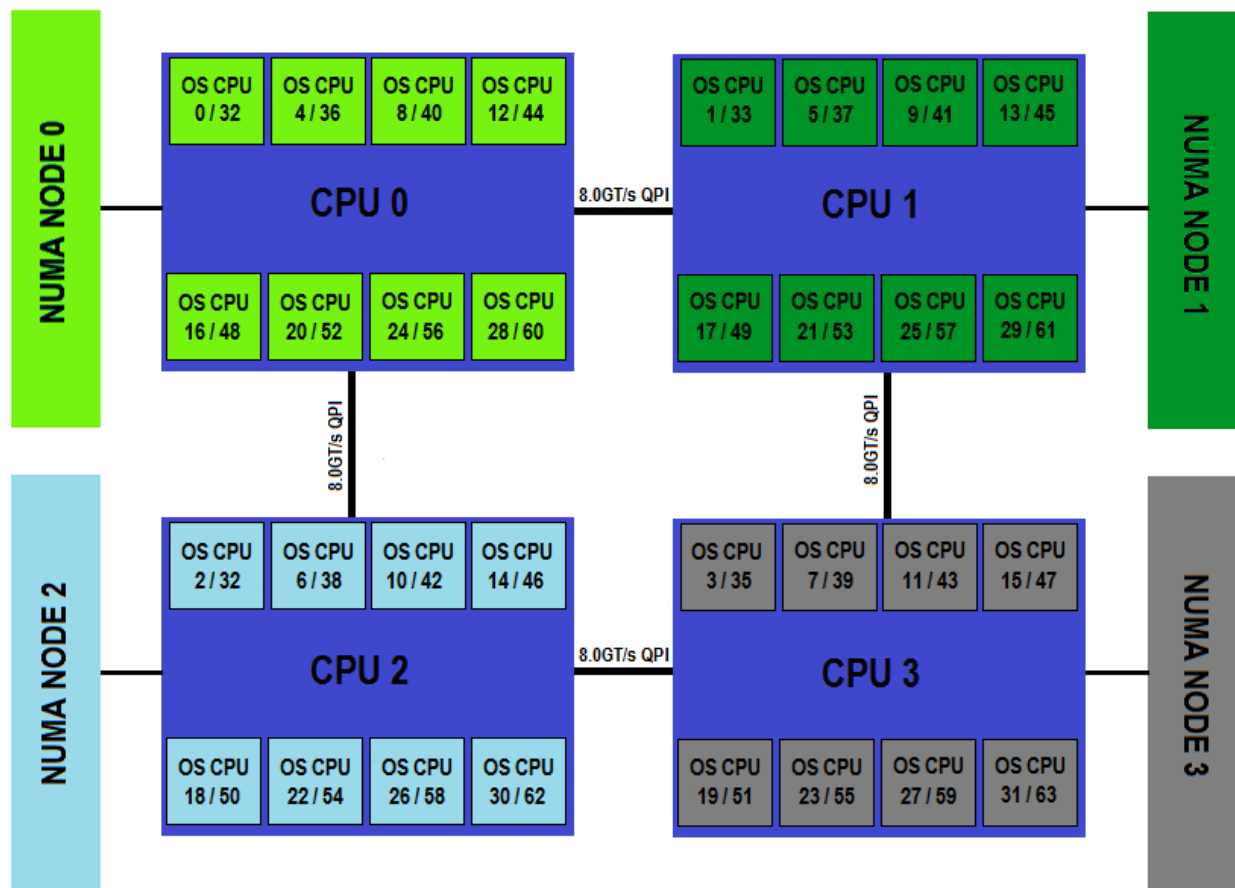 NUMA NODE 0
OS CPU
0 / 32
OS CPU
4 / 36
OS CPU
8 / 40
OS CPU
12 / 44
CPU 0
OS CPU
16 / 48
OS CPU
20 / 52
OS CPU
24 / 56
OS CPU
28 / 60
8.0GT/s QPI
OS CPU
1 / 33
OS CPU
5 / 37
OS CPU
9 / 41
OS CPU
13 / 45
CPU 1
OS CPU
17 / 49
OS CPU
21 / 53
OS CPU
25 / 57
OS CPU
29 / 61
NUMA NODE 1
8.0GT/s QPI
8.0GT/s QPI
NUMA NODE 2
OS CPU
2 / 32
OS CPU
6 / 38
OS CPU
10 / 42
OS CPU
14 / 46
CPU 2
OS CPU
18 / 50
OS CPU
22 / 54
OS CPU
26 / 58
OS CPU
30 / 62
8.0GT/s QPI
OS CPU
3 / 35
OS CPU
7 / 39
OS CPU
11 / 43
OS CPU
15 / 47
CPU 3
OS CPU
19 / 51
OS CPU
23 / 55
OS CPU
27 / 59
OS CPU
31 / 63
NUMA NODE 3